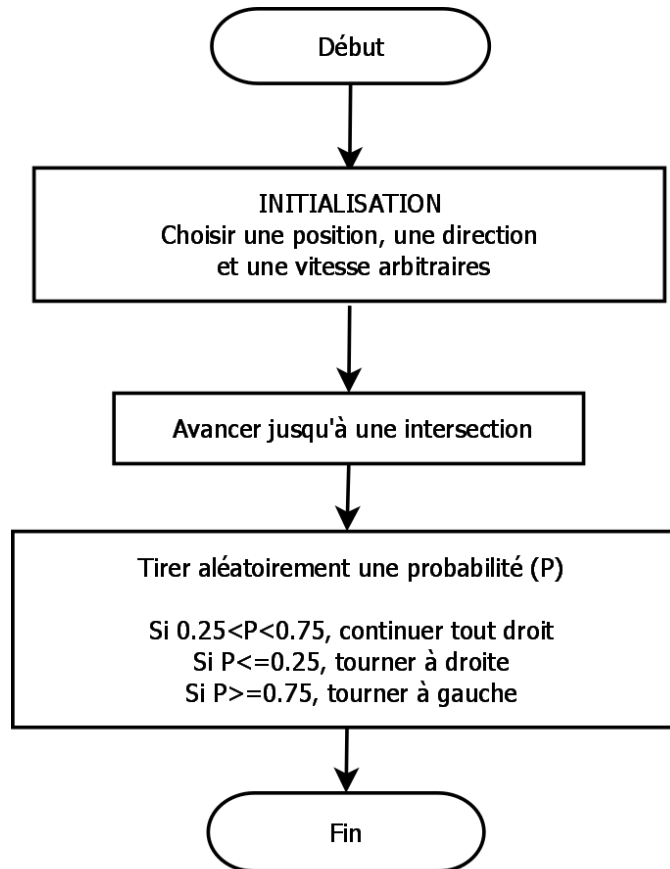 Début
INITIALISATION
Choisir une position, une direction
et une vitesse arbitraires
Avancer jusqu'à une intersection
Tirer aléatoirement une probabilité (P)
Si 0.25<P<0.75, continuer tout droit
Si P<=0.25, tourner à droite
Si P>=0.75, tourner à gauche
Fin